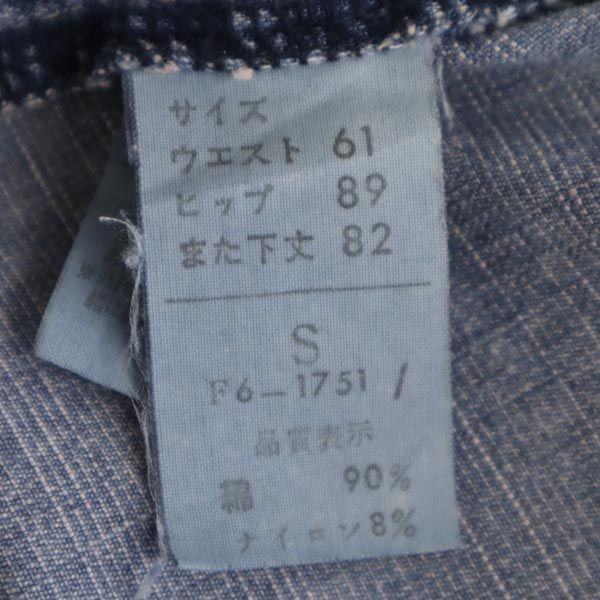 サイズ
ウエスト 61
ヒップ 89
また下丈 82
S
F6-1751 /
品質表示
綿 90%
ナイロン 8%